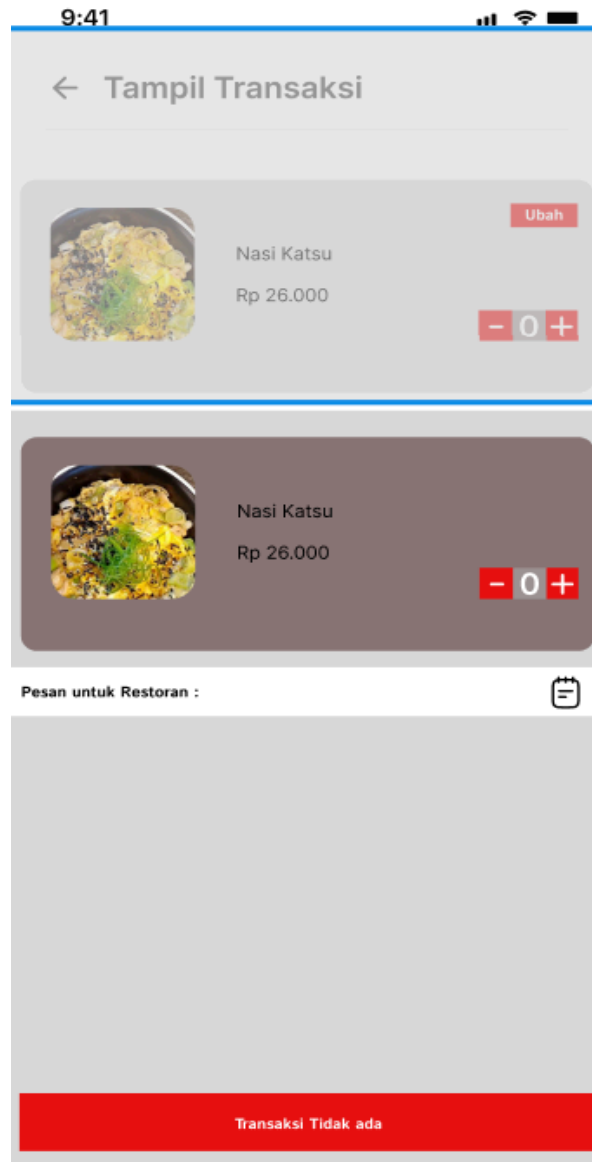 9:41
Tampil Transaksi
Ubah
Nasi Katsu
Rp 26.000
- 0 +
Nasi Katsu
Rp 26.000
- 0 +
Pesan untuk Restoran :
Transaksi Tidak ada